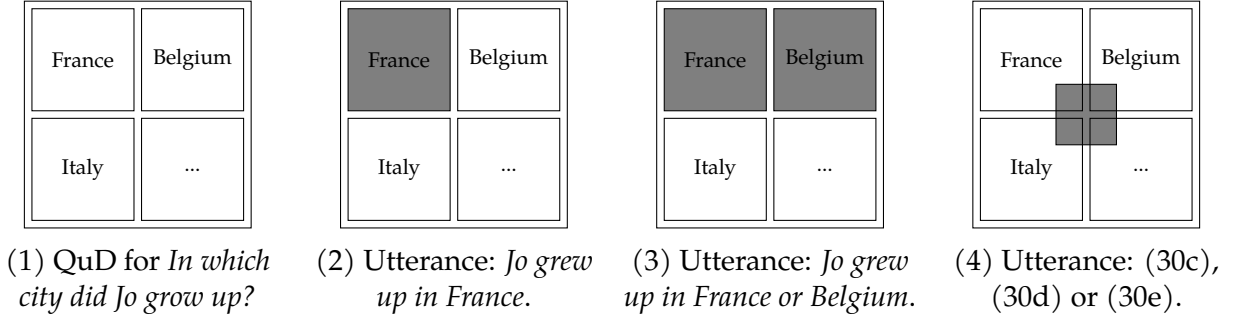 France Belgium
Italy ...
France Belgium
Italy ...
France Belgium
Italy ...
France Belgium
Italy ...
(1) QuD for In which
city did Jo grow up?
(2) Utterance: Jo grew
up in France.
(3) Utterance: Jo grew
up in France or Belgium.
(4) Utterance: (30c),
(30d) or (30e).